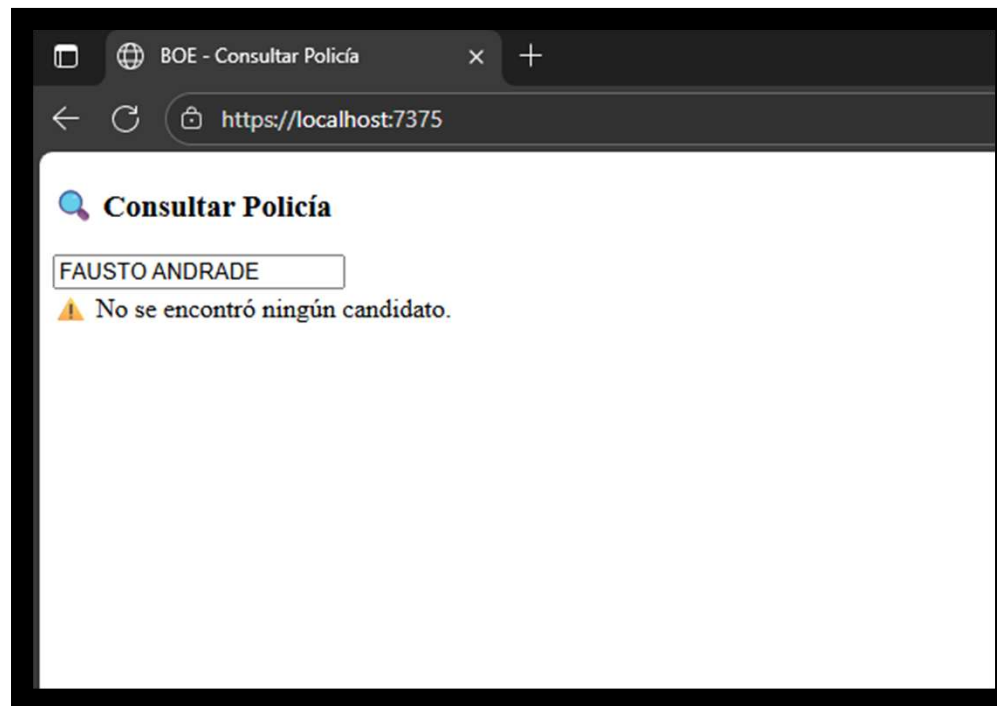 BOE - Consultar Policía
https://localhost:7375
Consultar Policía
FAUSTO ANDRADE
No se encontró ningún candidato.